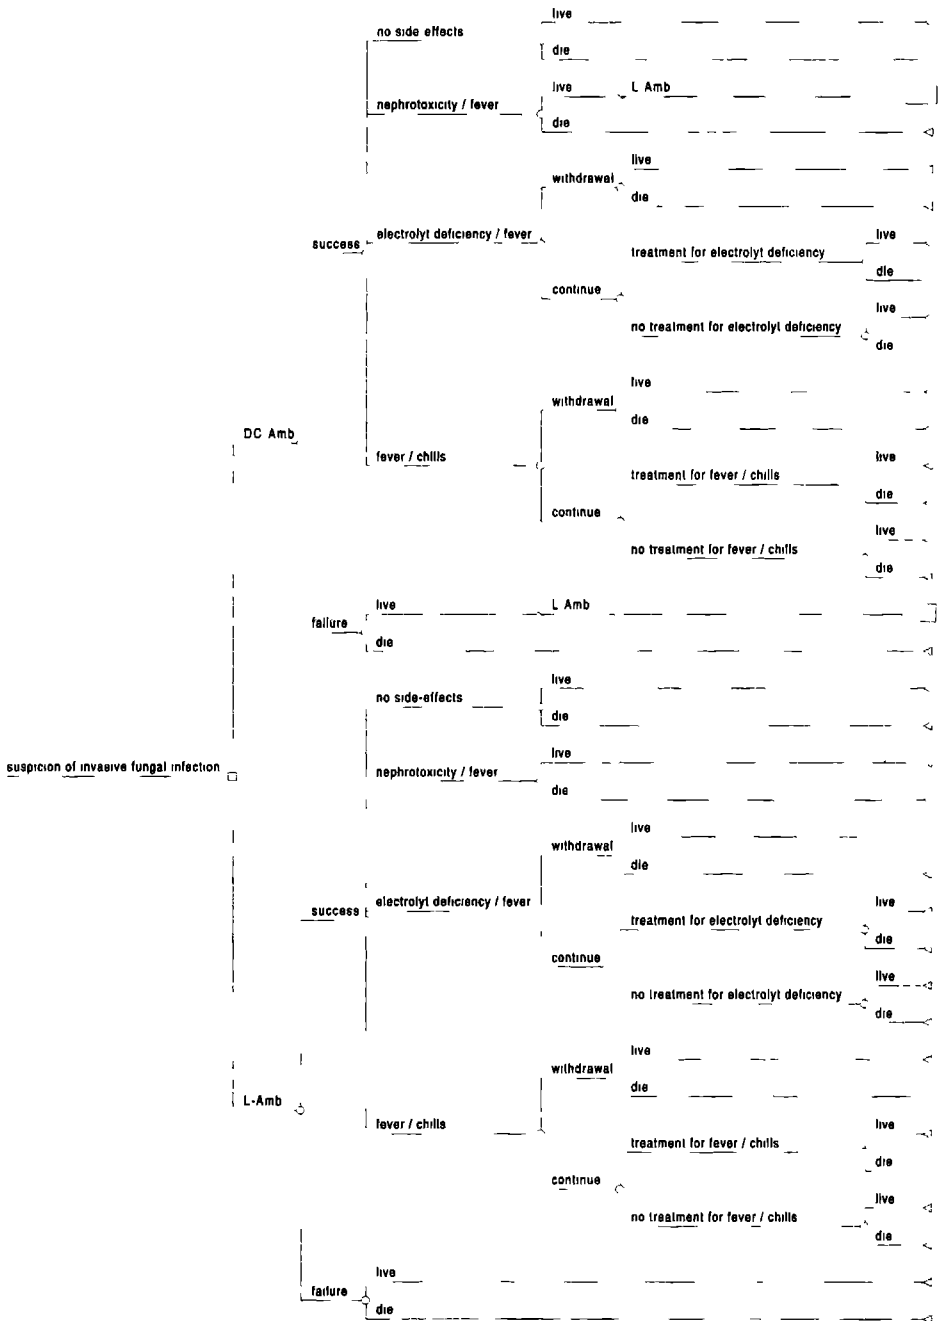 live
no side effects
die
live
L Amb
nephrotoxicity / fever
die
live
withdrawal
die
success
electrolyt deficiency / fever
live
treatment for electrolyt deficiency
die
continue
live
no treatment for electrolyt deficiency
die
live
withdrawal
die
DC Amb
fever / chills
live
treatment for fever / chills
die
continue
live
no treatment for fever / chills
die
live
L Amb
failure
die
live
no side-effects
die
live
suspicion of invasive fungal infection
nephrotoxicity / fever
die
live
withdrawal
die
success
electrolyt deficiency / fever
live
treatment for electrolyt deficiency
die
continue
live
no treatment for electrolyt deficiency
die
live
withdrawal
die
L-Amb
fever / chills
live
treatment for fever / chills
die
continue
live
no treatment for fever / chills
die
live
failure
die